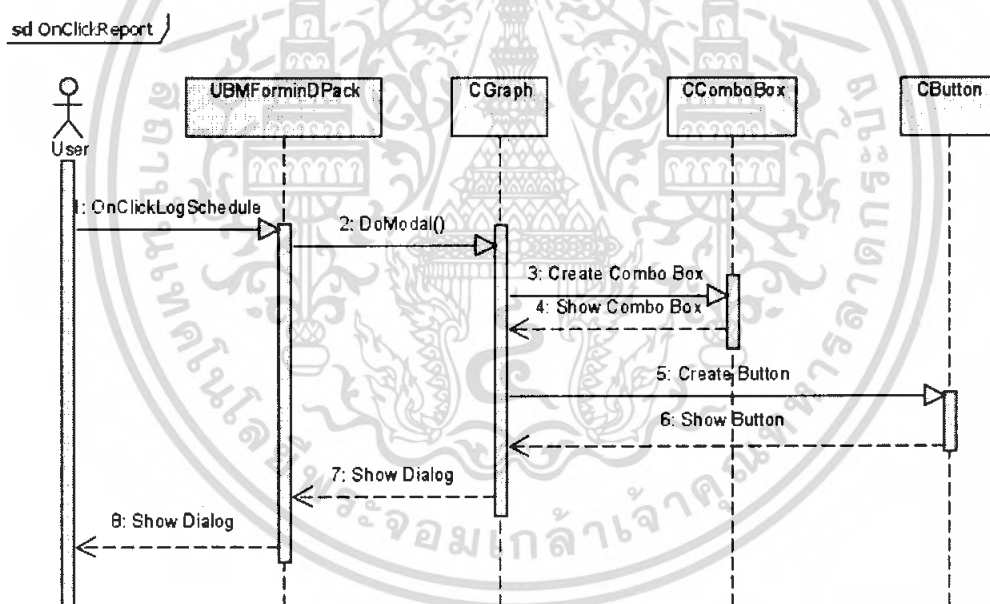 sd OnClickReport
UBMForminDPack
CGraph
CComboBox
CButton
User
1: OnClickLogSchedule
2: DoModal()
3: Create Combo Box
4: Show Combo Box
5: Create Button
6: Show Button
7: Show Dialog
8: Show Dialog